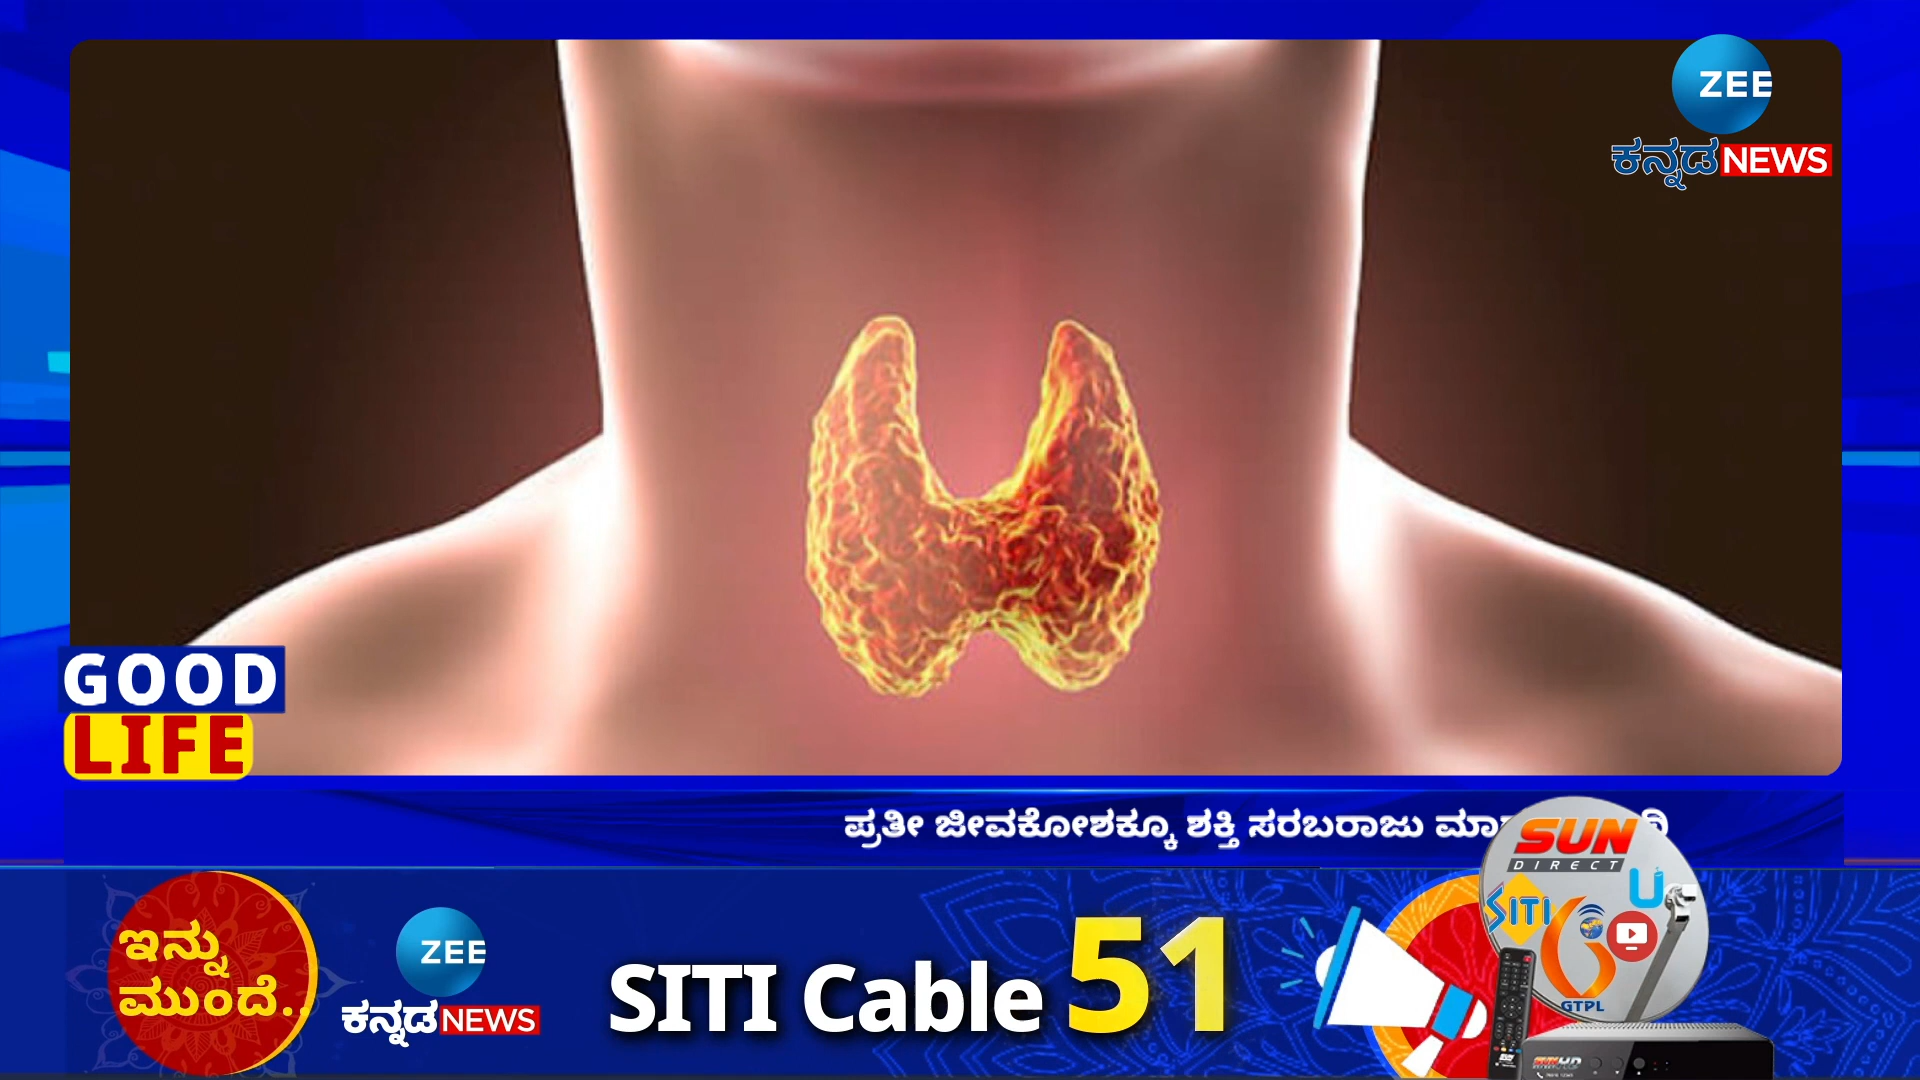 ZEE
ಕನ್ನಡ NEWS
GOOD
LIFE
ಪ್ರತೀ ಜೀವಕೋಶಕ್ಕೂ ಶಕ್ತಿ ಸರಬರಾಜು
SUN
DIRECT
SITI
U
GTPL
ಇನ್ನು
ಮುಂದೆ..
ZEE
ಕನ್ನಡ NEWS
SITI Cable 51